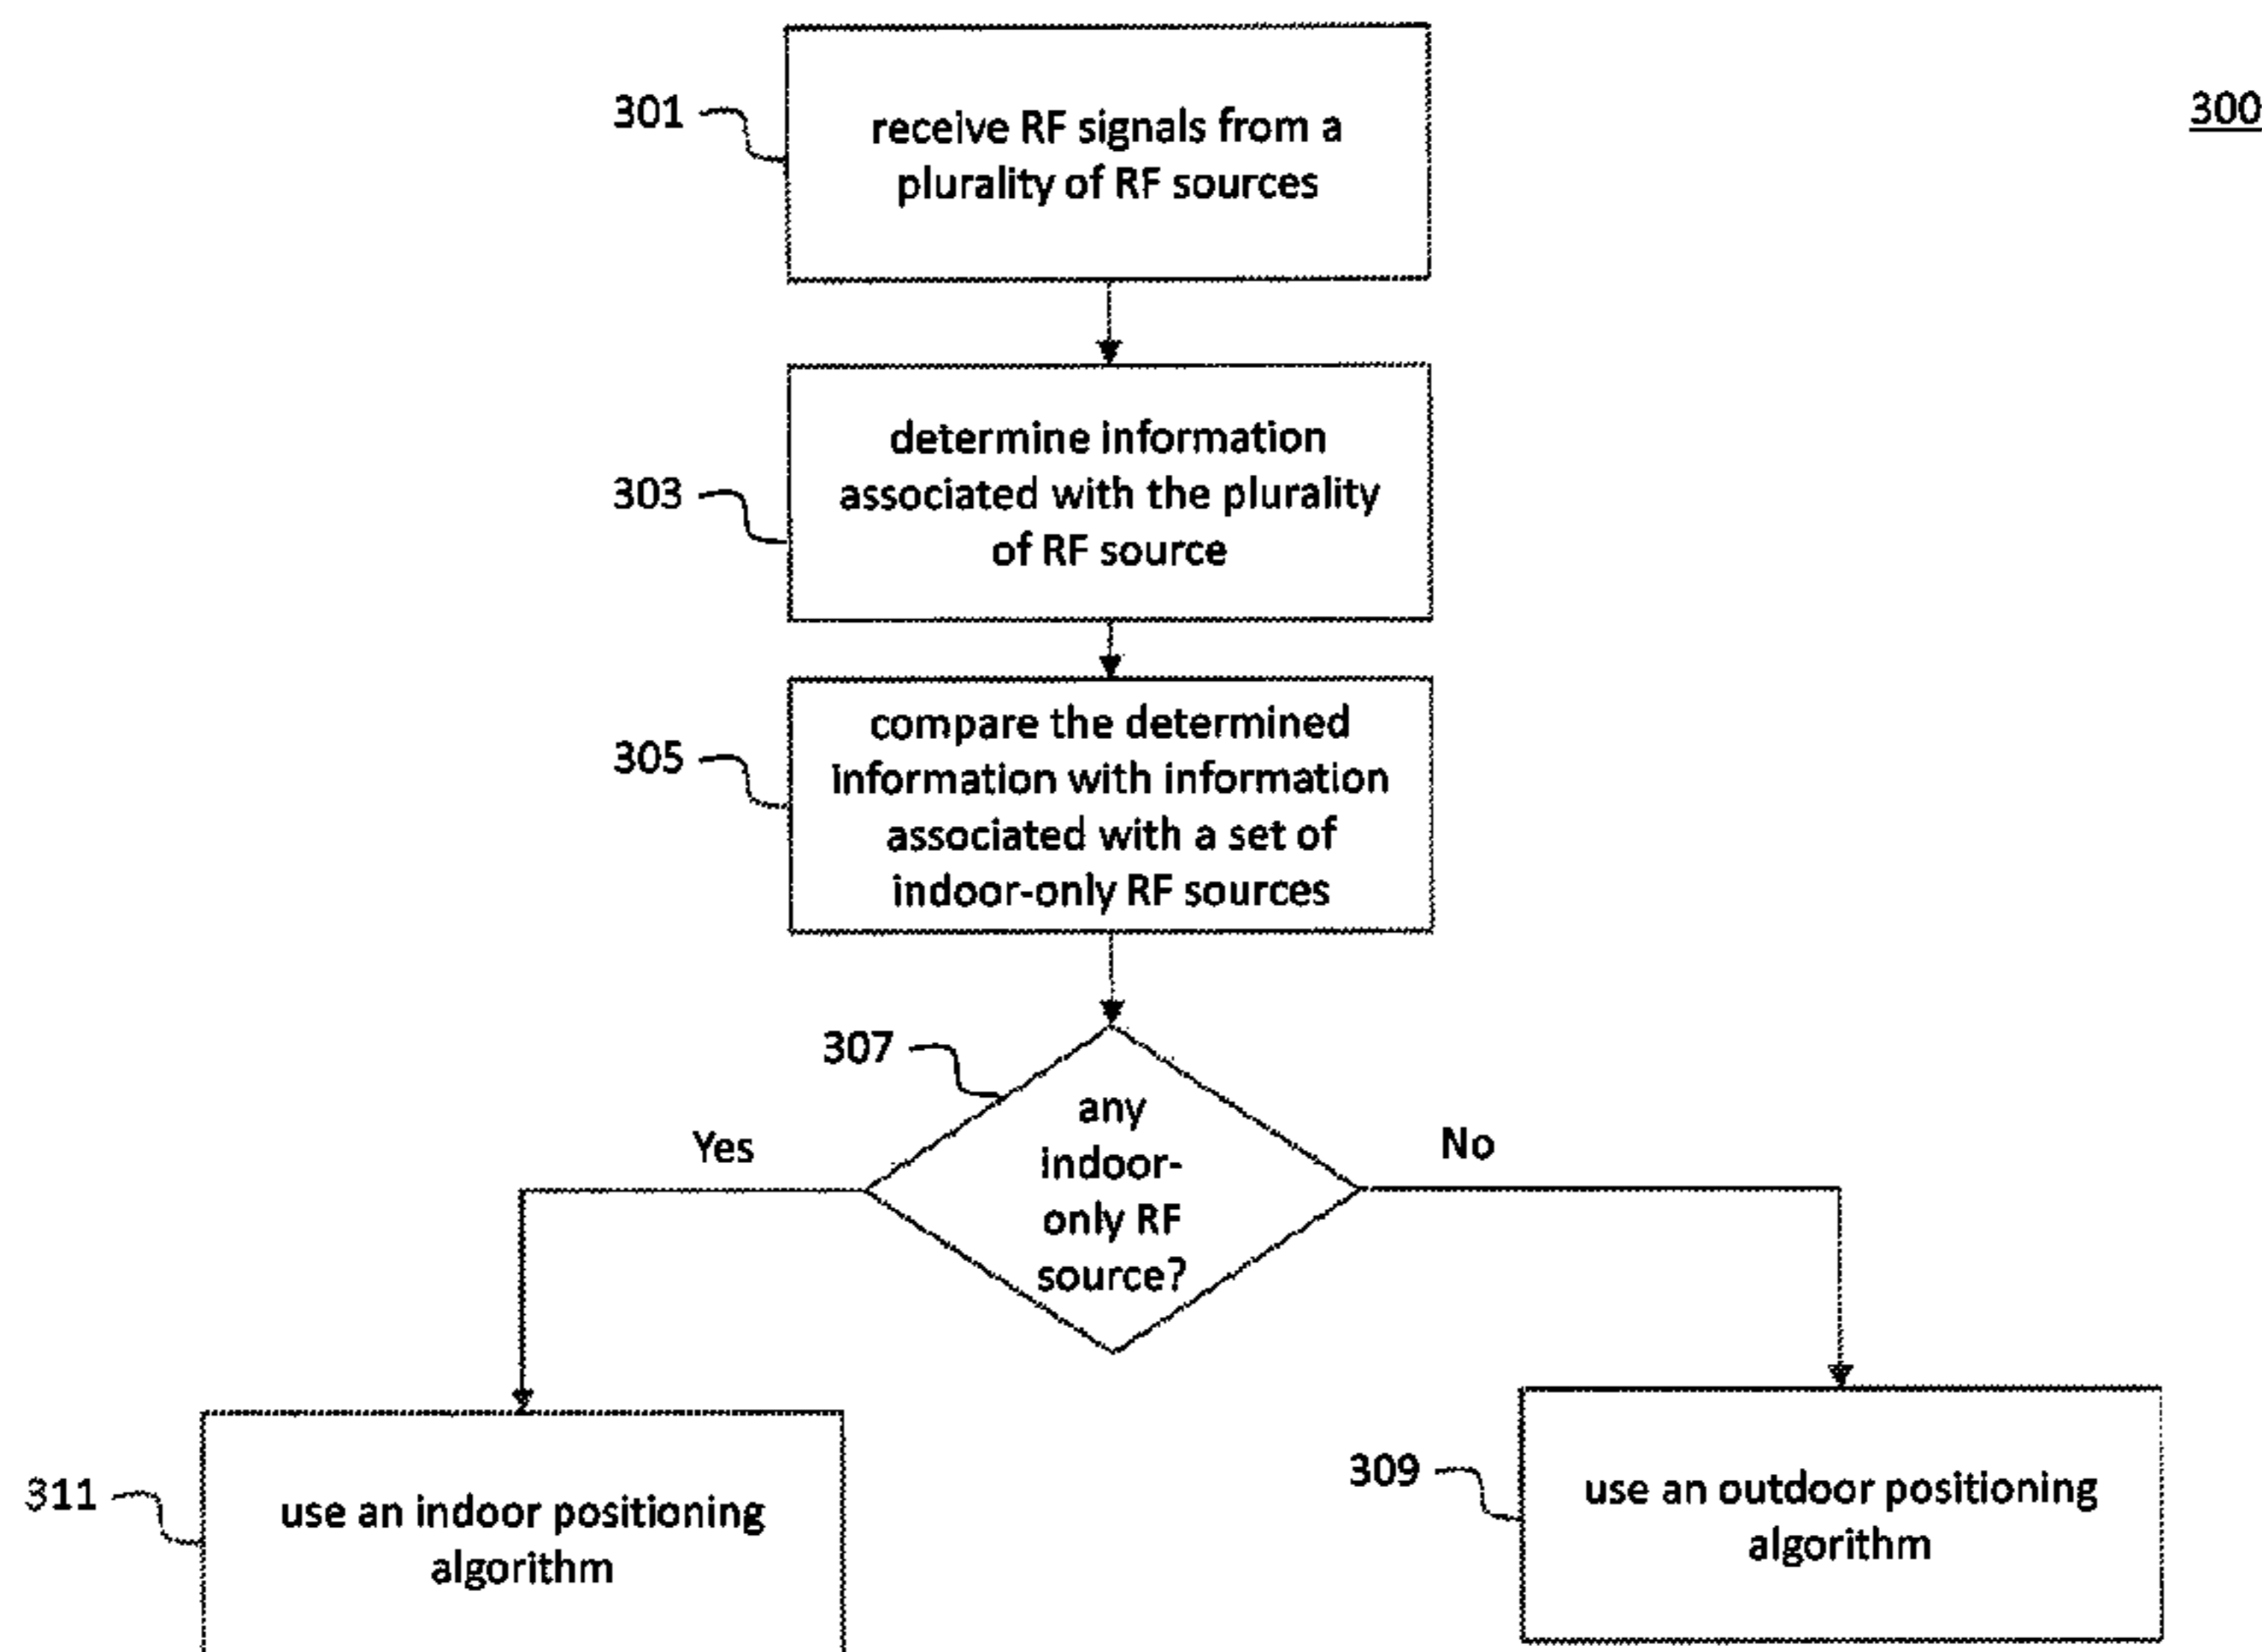 300
301
receive RF signals from a
plurality of RF sources
303
determine information
associated with the plurality
of RF source
305
compare the determined
information with information
associated with a set of
indoor-only RF sources
307
any
indoor-
only RF
source?
Yes
No
311
use an indoor positioning
algorithm
309
use an outdoor positioning
algorithm